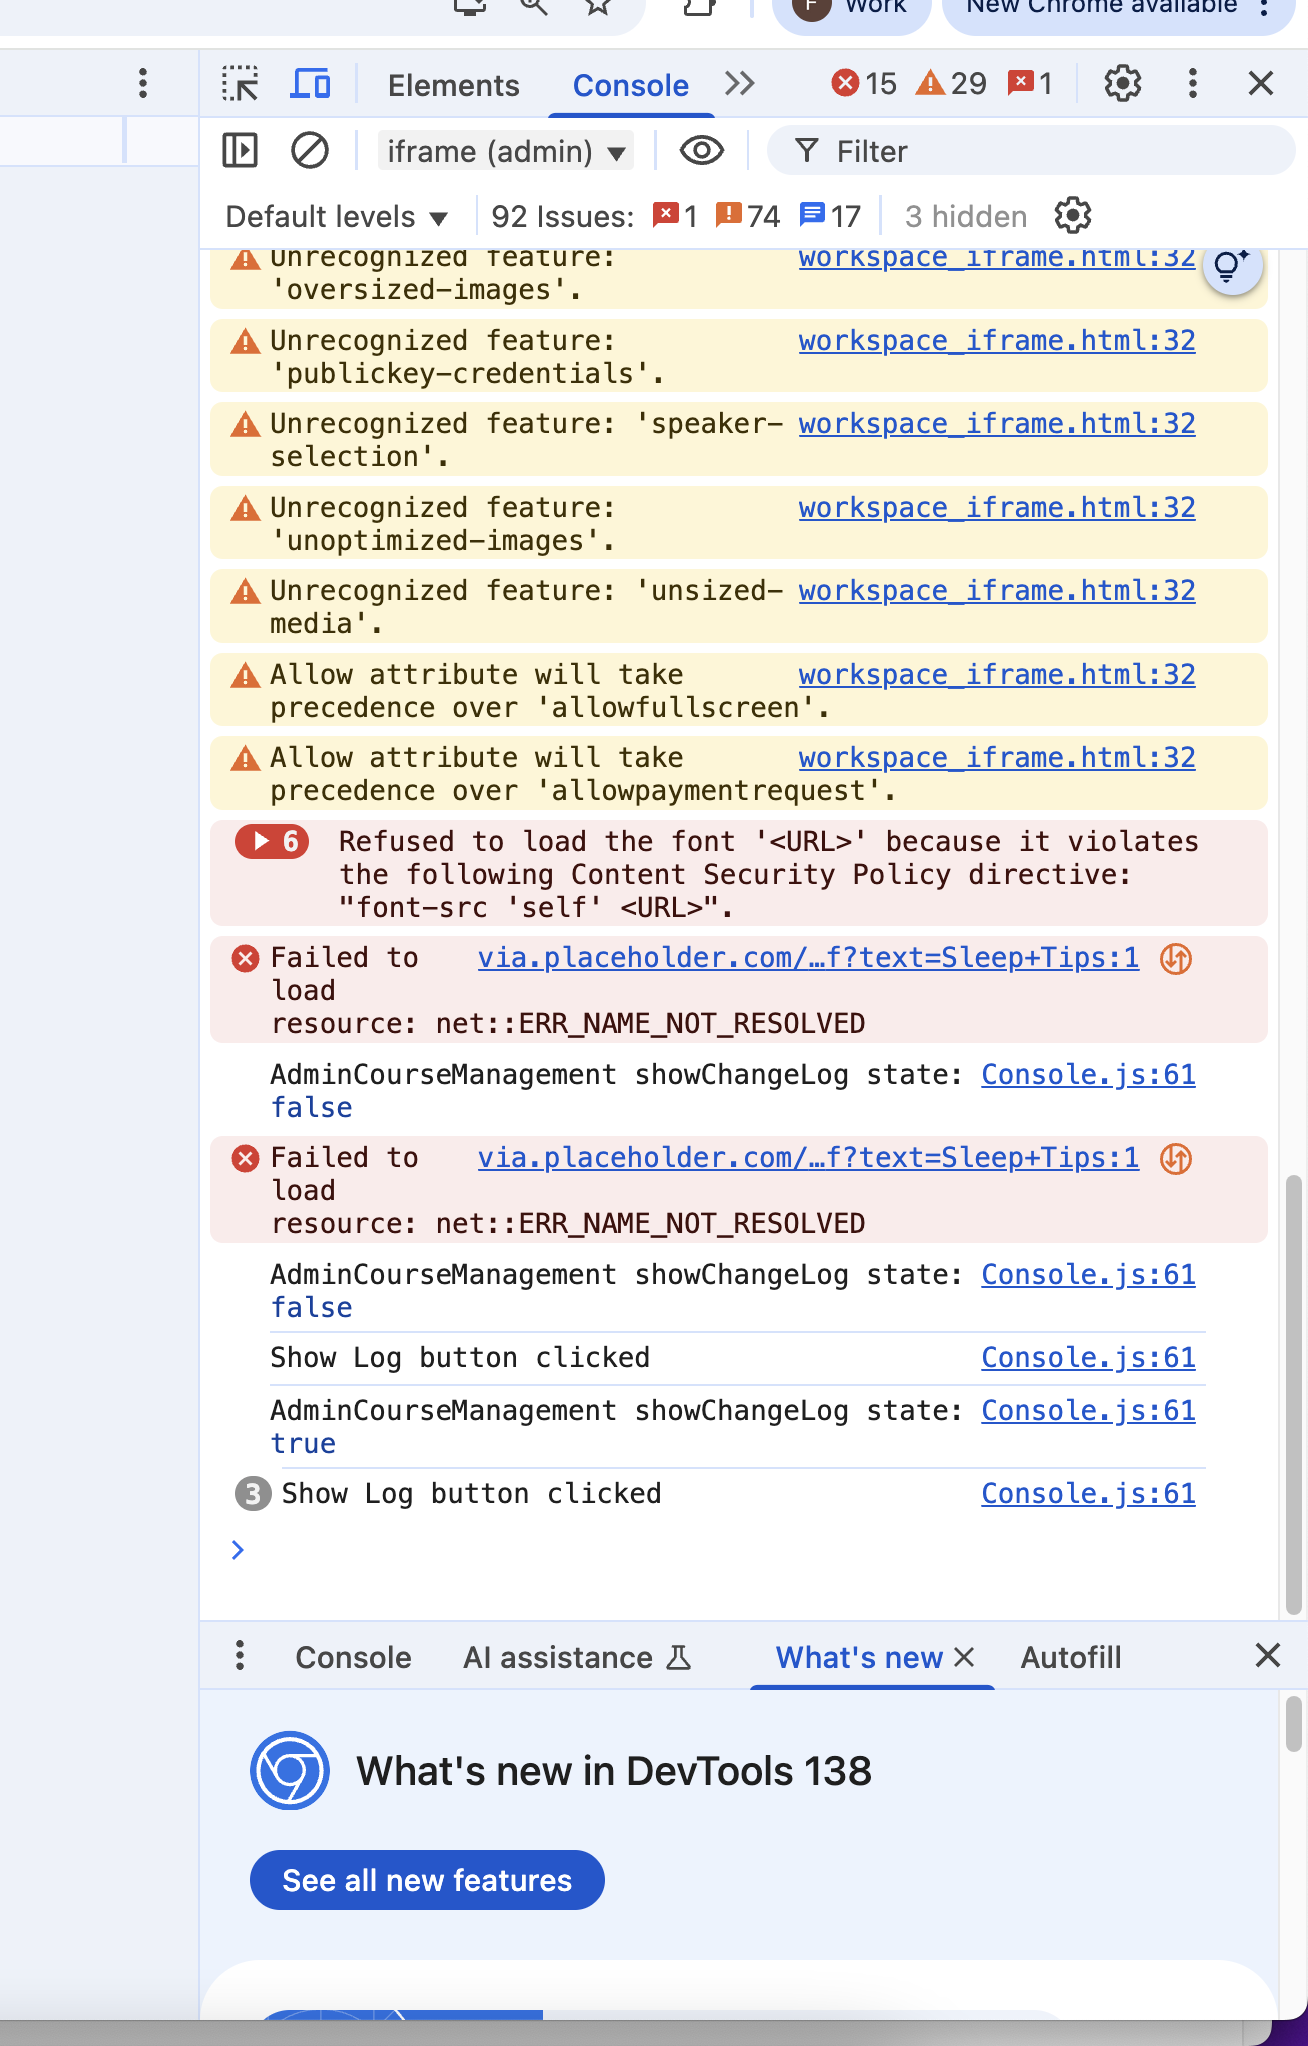 F Work
New Chrome available
Elements
Console
15
29
1
iframe (admin) ▼
Filter
Default levels ▼
92 Issues:
1
74
17
3 hidden
Unrecognized feature: workspace_iframe.html:32
'oversized-images'.
Unrecognized feature: workspace_iframe.html:32
'publickey-credentials'.
Unrecognized feature: 'speaker- workspace_iframe.html:32
selection'.
Unrecognized feature: workspace_iframe.html:32
'unoptimized-images'.
Unrecognized feature: 'unsized- workspace_iframe.html:32
media'.
Allow attribute will take workspace_iframe.html:32
precedence over 'allowfullscreen'.
Allow attribute will take workspace_iframe.html:32
precedence over 'allowpaymentrequest'.
6 Refused to load the font '<URL>' because it violates
the following Content Security Policy directive:
"font-src 'self' <URL>".
Failed to via.placeholder.com/…f?text=Sleep+Tips:1
load
resource: net::ERR_NAME_NOT_RESOLVED
AdminCourseManagement showChangeLog state: Console.js:61
false
Failed to via.placeholder.com/…f?text=Sleep+Tips:1
load
resource: net::ERR_NAME_NOT_RESOLVED
AdminCourseManagement showChangeLog state: Console.js:61
false
Show Log button clicked Console.js:61
AdminCourseManagement showChangeLog state: Console.js:61
true
3 Show Log button clicked Console.js:61
Console
AI assistance
What's new
Autofill
What's new in DevTools 138
See all new features